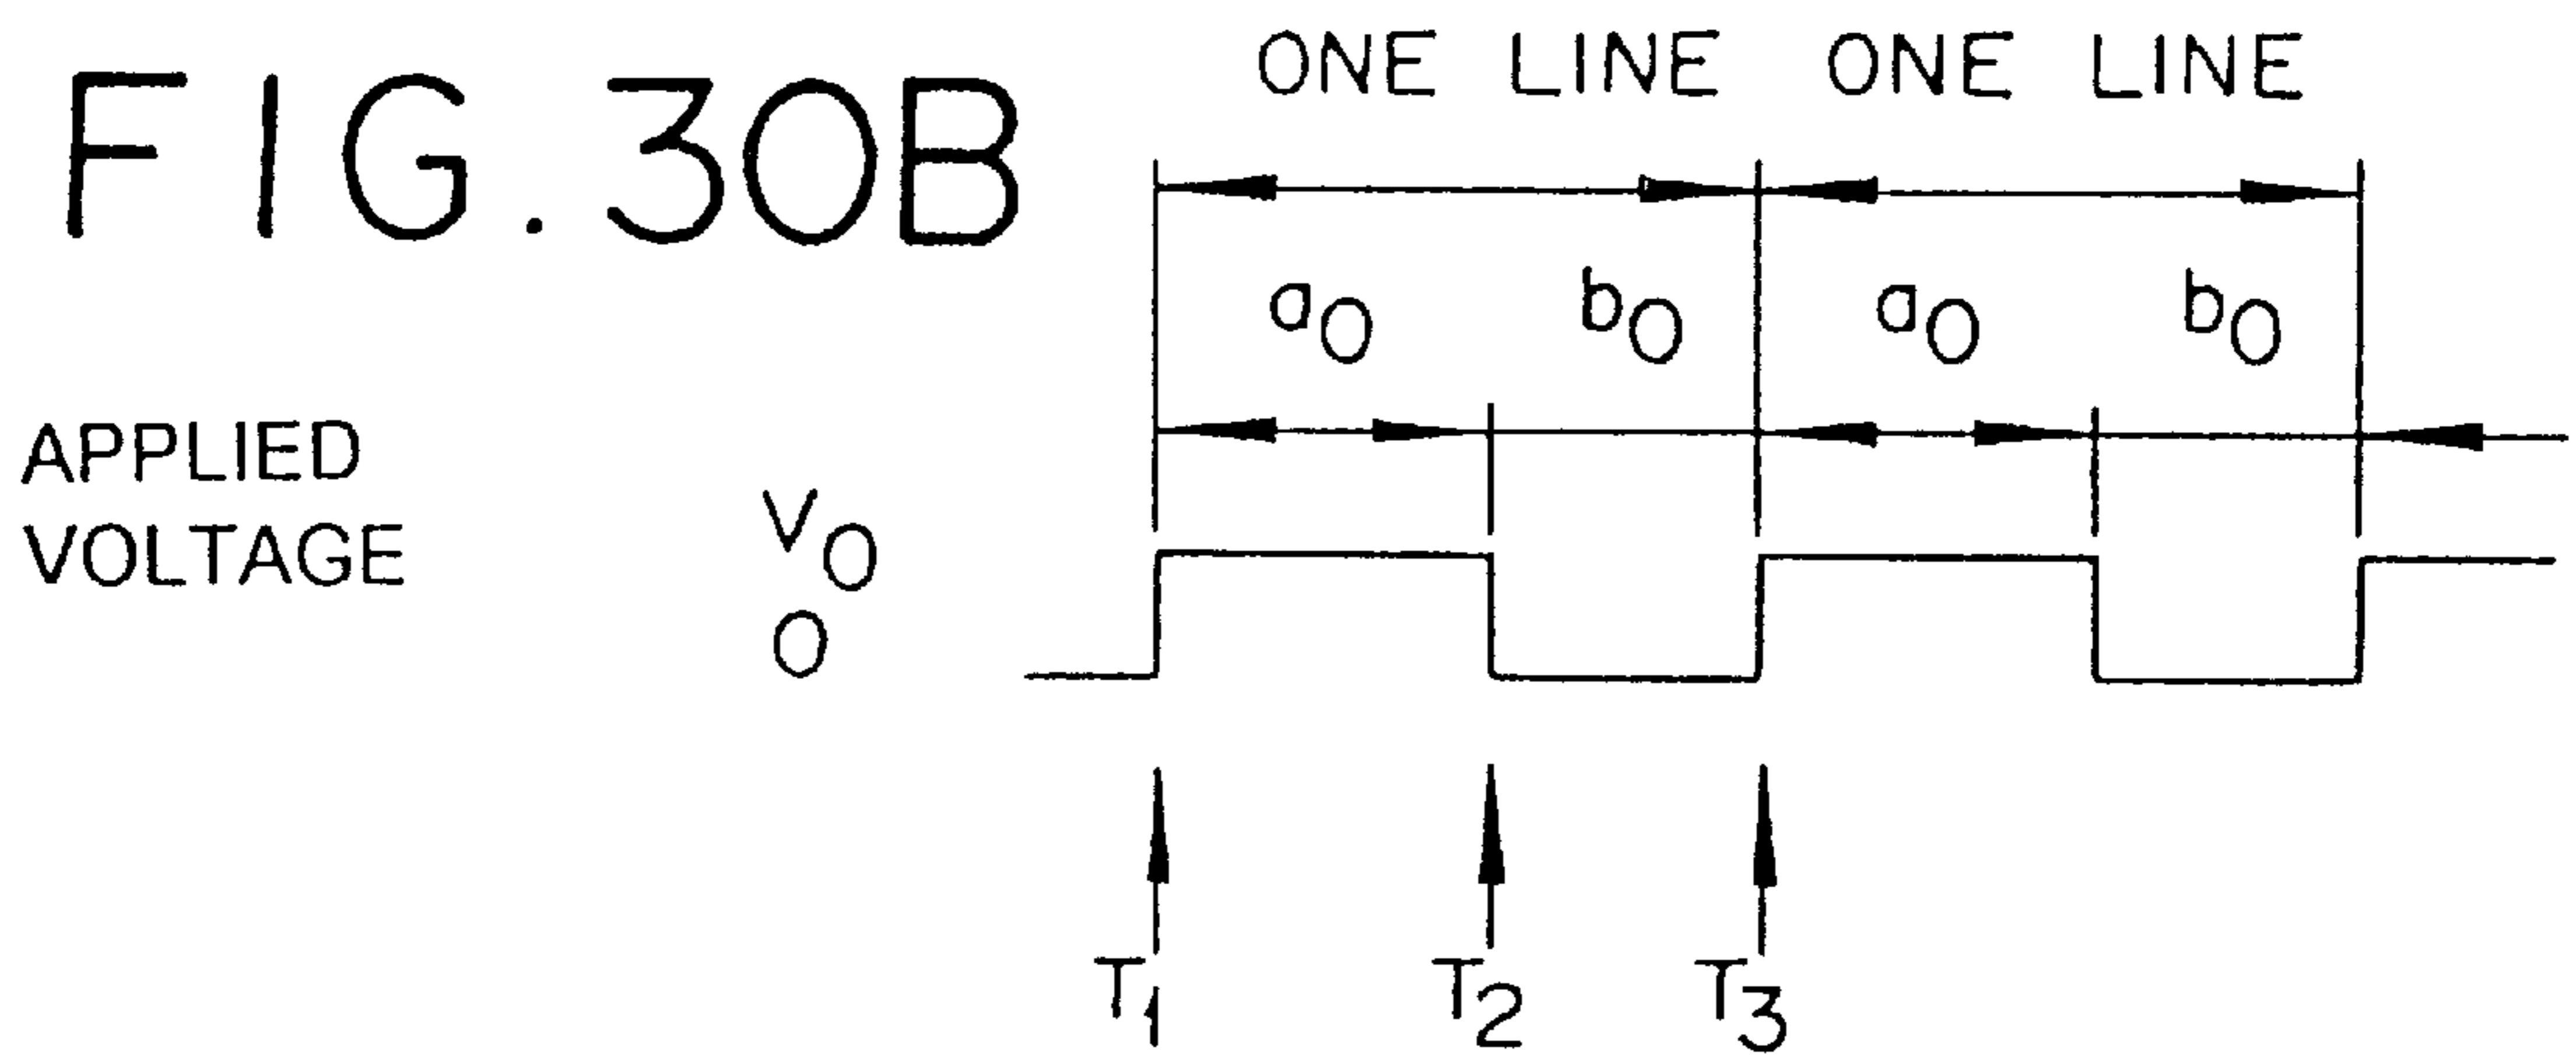 FIG. 30B
ONE LINE ONE LINE
a0 b0 a0 b0
APPLIED
VOLTAGE
V0
0
T1 T2 T3